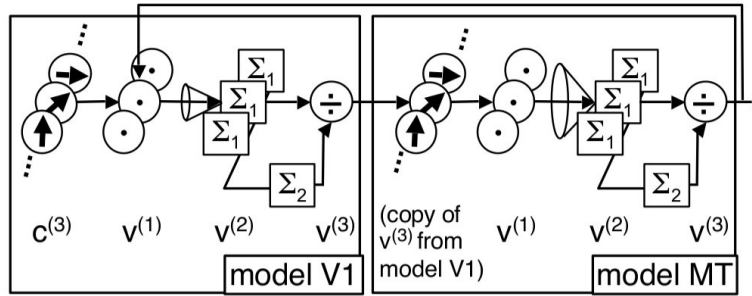 Σ₁
Σ₁
Σ₁
÷
Σ₂
c⁽³⁾ v⁽¹⁾ v⁽²⁾ v⁽³⁾
model V1
Σ₁
Σ₁
Σ₁
÷
Σ₂
(copy of
v⁽³⁾ from
model V1)
v⁽¹⁾ v⁽²⁾ v⁽³⁾
model MT